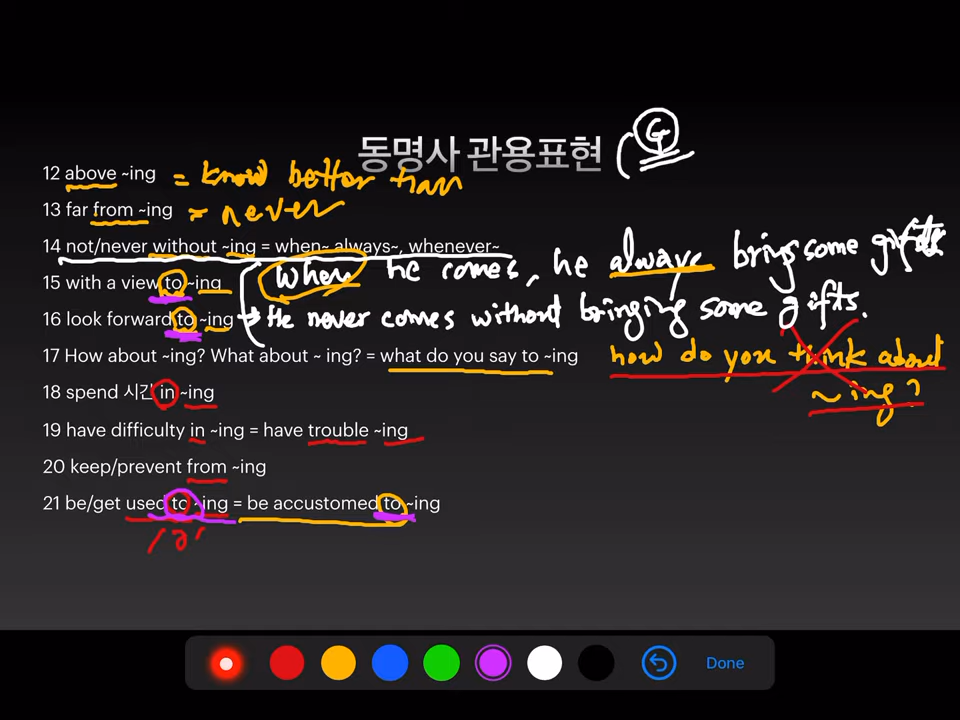 동명사 관용표현 (G
12 above ~ing = know better than
13 far from ~ing = never
14 not/never without ~ing = when~ always~, whenever~
When he comes, he always brings some gifts
15 with a view to ~ing
16 look forward to ~ing → He never comes without bringing some gifts.
17 How about ~ing? What about ~ ing? = what do you say to ~ing how do you think about
~ing?
18 spend 시간 in ~ing
19 have difficulty in ~ing = have trouble ~ing
20 keep/prevent from ~ing
21 be/get used to ~ing = be accustomed to ~ing
Done